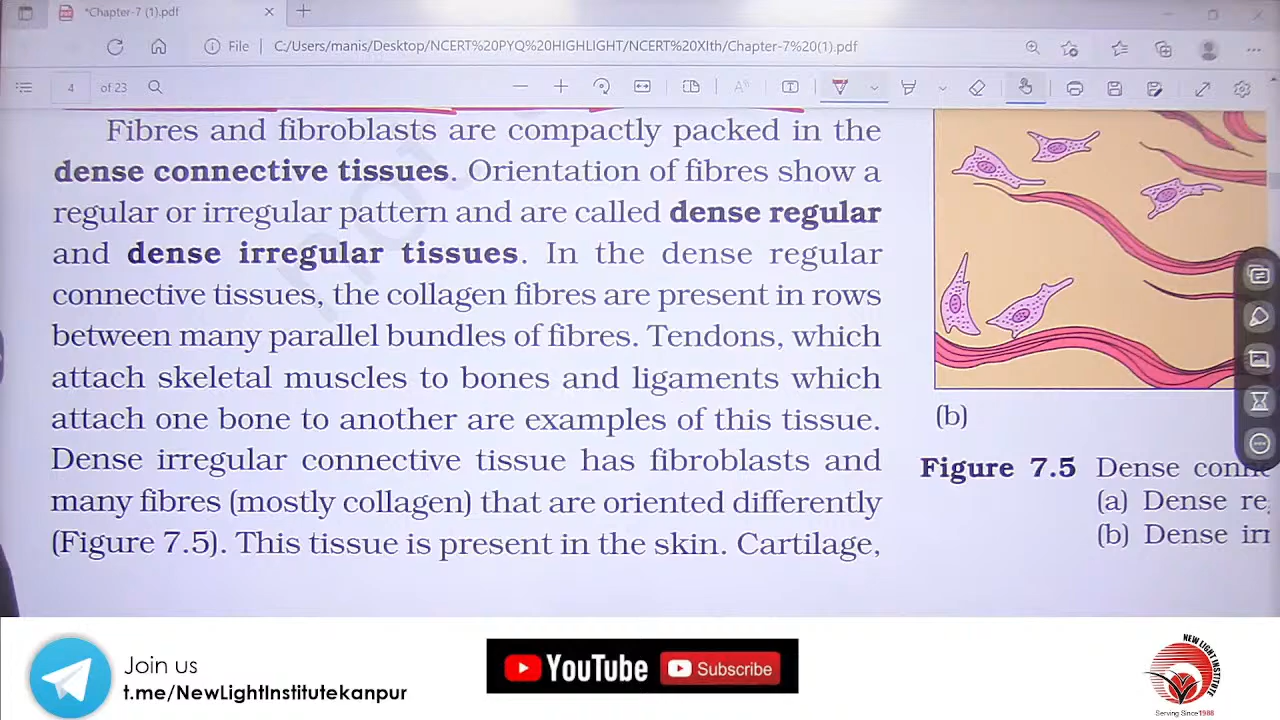 *Chapter-7 (1).pdf
File
C:/Users/manis/Desktop/NCERT%20PYQ%20HIGHLIGHT/NCERT%20XIth/Chapter-7%20(1).pdf
4 of 23
Fibres and fibroblasts are compactly packed in the
dense connective tissues. Orientation of fibres show a
regular or irregular pattern and are called dense regular
and dense irregular tissues. In the dense regular
connective tissues, the collagen fibres are present in rows
between many parallel bundles of fibres. Tendons, which
attach skeletal muscles to bones and ligaments which
attach one bone to another are examples of this tissue.
Dense irregular connective tissue has fibroblasts and
many fibres (mostly collagen) that are oriented differently
(Figure 7.5). This tissue is present in the skin. Cartilage,
(b)
Figure 7.5 Dense conne
(a) Dense re
(b) Dense irr
Join us
t.me/NewLightInstitutekanpur
YouTube
Subscribe
NEW LIGHT INSTITUTE
Serving Since1988